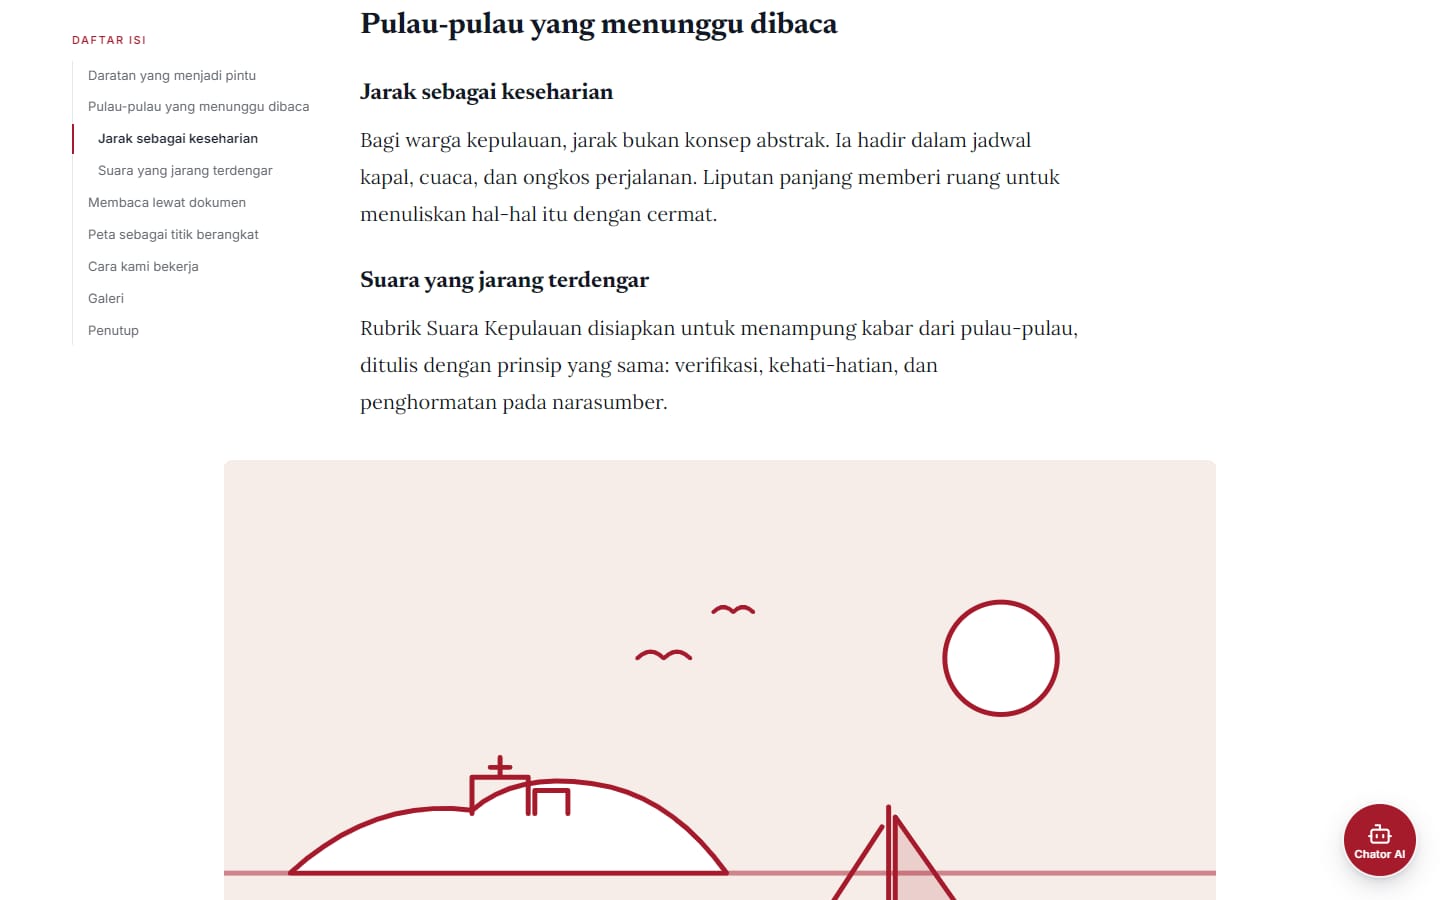 DAFTAR ISI
Daratan yang menjadi pintu
Pulau-pulau yang menunggu dibaca
Jarak sebagai keseharian
Suara yang jarang terdengar
Membaca lewat dokumen
Peta sebagai titik berangkat
Cara kami bekerja
Galeri
Penutup
Pulau-pulau yang menunggu dibaca
Jarak sebagai keseharian
Bagi warga kepulauan, jarak bukan konsep abstrak. Ia hadir dalam jadwal
kapal, cuaca, dan ongkos perjalanan. Liputan panjang memberi ruang untuk
menuliskan hal-hal itu dengan cermat.
Suara yang jarang terdengar
Rubrik Suara Kepulauan disiapkan untuk menampung kabar dari pulau-pulau,
ditulis dengan prinsip yang sama: verifikasi, kehati-hatian, dan
penghormatan pada narasumber.
Chator AI